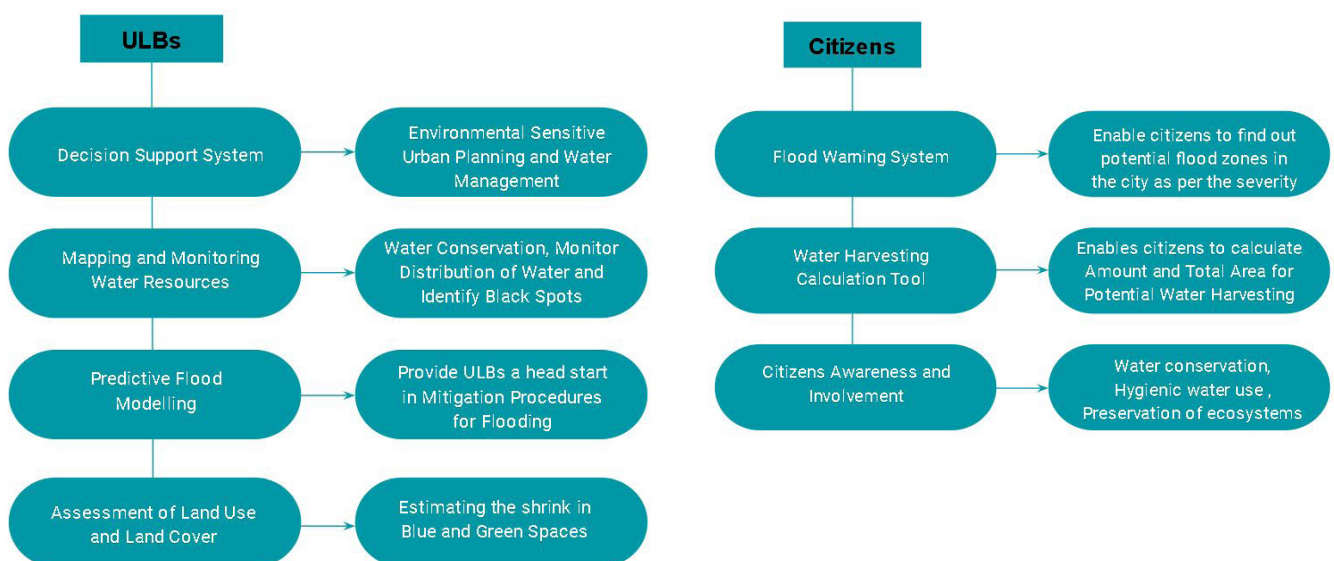 ULBs
Decision Support System
Environmental Sensitive
Urban Planning and Water
Management
Mapping and Monitoring
Water Resources
Water Conservation, Monitor
Distribution of Water and
Identify Black Spots
Predictive Flood
Modelling
Provide ULBs a head start
in Mitigation Procedures
for Flooding
Assessment of Land Use
and Land Cover
Estimating the shrink in
Blue and Green Spaces
Citizens
Flood Warning System
Enable citizens to find out
potential flood zones in
the city as per the severity
Water Harvesting
Calculation Tool
Enables citizens to calculate
Amount and Total Area for
Potential Water Harvesting
Citizens Awareness and
Involvement
Water conservation,
Hygienic water use ,
Preservation of ecosystems